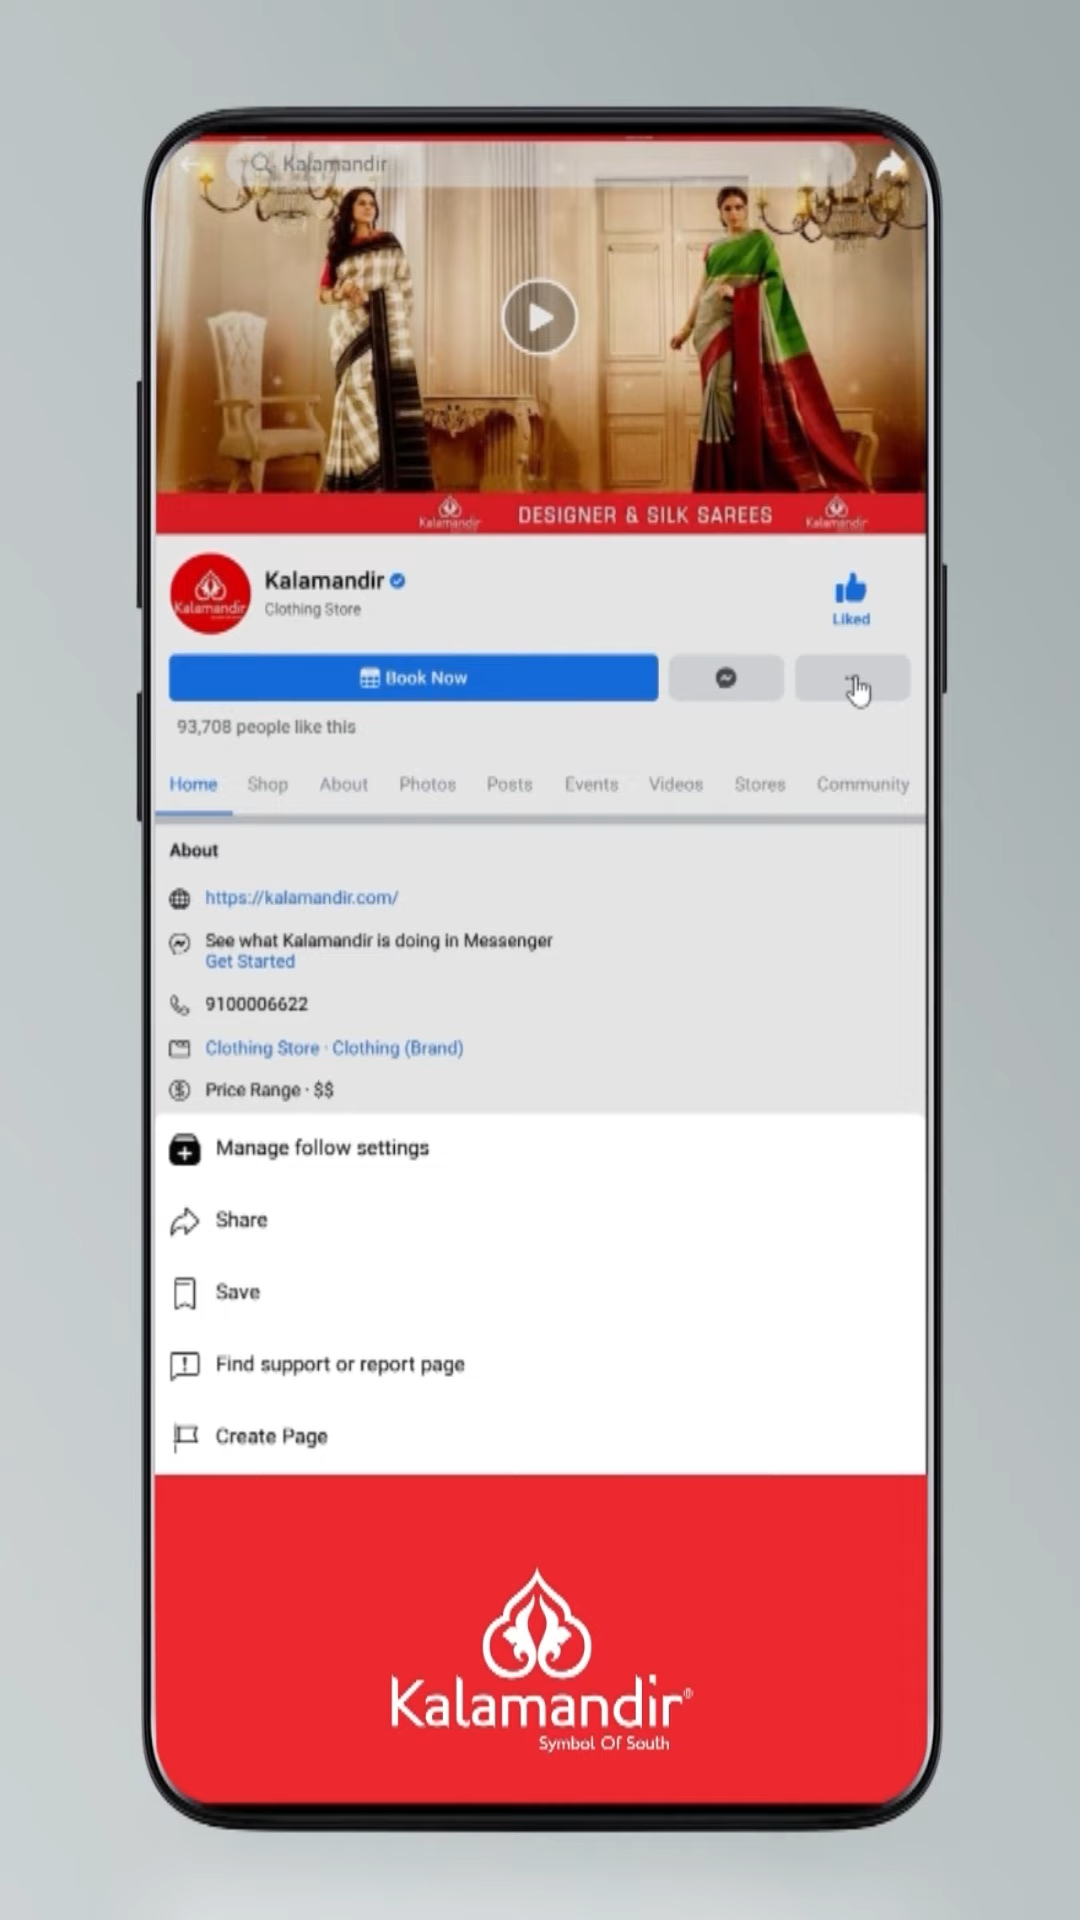 Kalamandir
Kalamandir DESIGNER & SILK SAREES Kalamandir
Kalamandir
Kalamandir
Clothing Store
Liked
Book Now
93,708 people like this
Home Shop About Photos Posts Events Videos Stores Community
About
https://kalamandir.com/
See what Kalamandir is doing in Messenger
Get Started
9100006622
Clothing Store · Clothing (Brand)
Price Range · $$
Manage follow settings
Share
Save
Find support or report page
Create Page
Kalamandir®
Symbol Of South